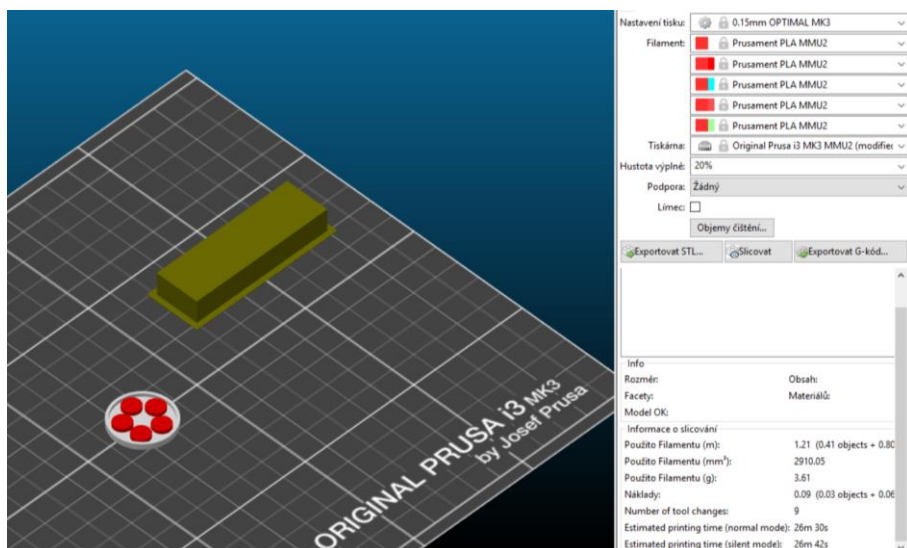 ORIGINAL PRUSA i3 MK3
by Josef Prusa
Nastavení tisku: 0.15mm OPTIMAL MK3
Filament: Prusament PLA MMU2
Prusament PLA MMU2
Prusament PLA MMU2
Prusament PLA MMU2
Prusament PLA MMU2
Tiskárna: Original Prusa i3 MK3 MMU2 (modified
Hustota výplně: 20%
Podpora: Žádný
Límec:
Objemy čištění...
Exportovat STL... Slicovat Exportovat G-kód...
Info
Rozměr: Obsah:
Facety: Materiálů:
Model OK:
Informace o slicování
Použito Filamentu (m): 1.21 (0.41 objects + 0.80
Použito Filamentu (mm³): 2910.05
Použito Filamentu (g): 3.61
Náklady: 0.09 (0.03 objects + 0.06
Number of tool changes: 9
Estimated printing time (normal mode): 26m 30s
Estimated printing time (silent mode): 26m 42s